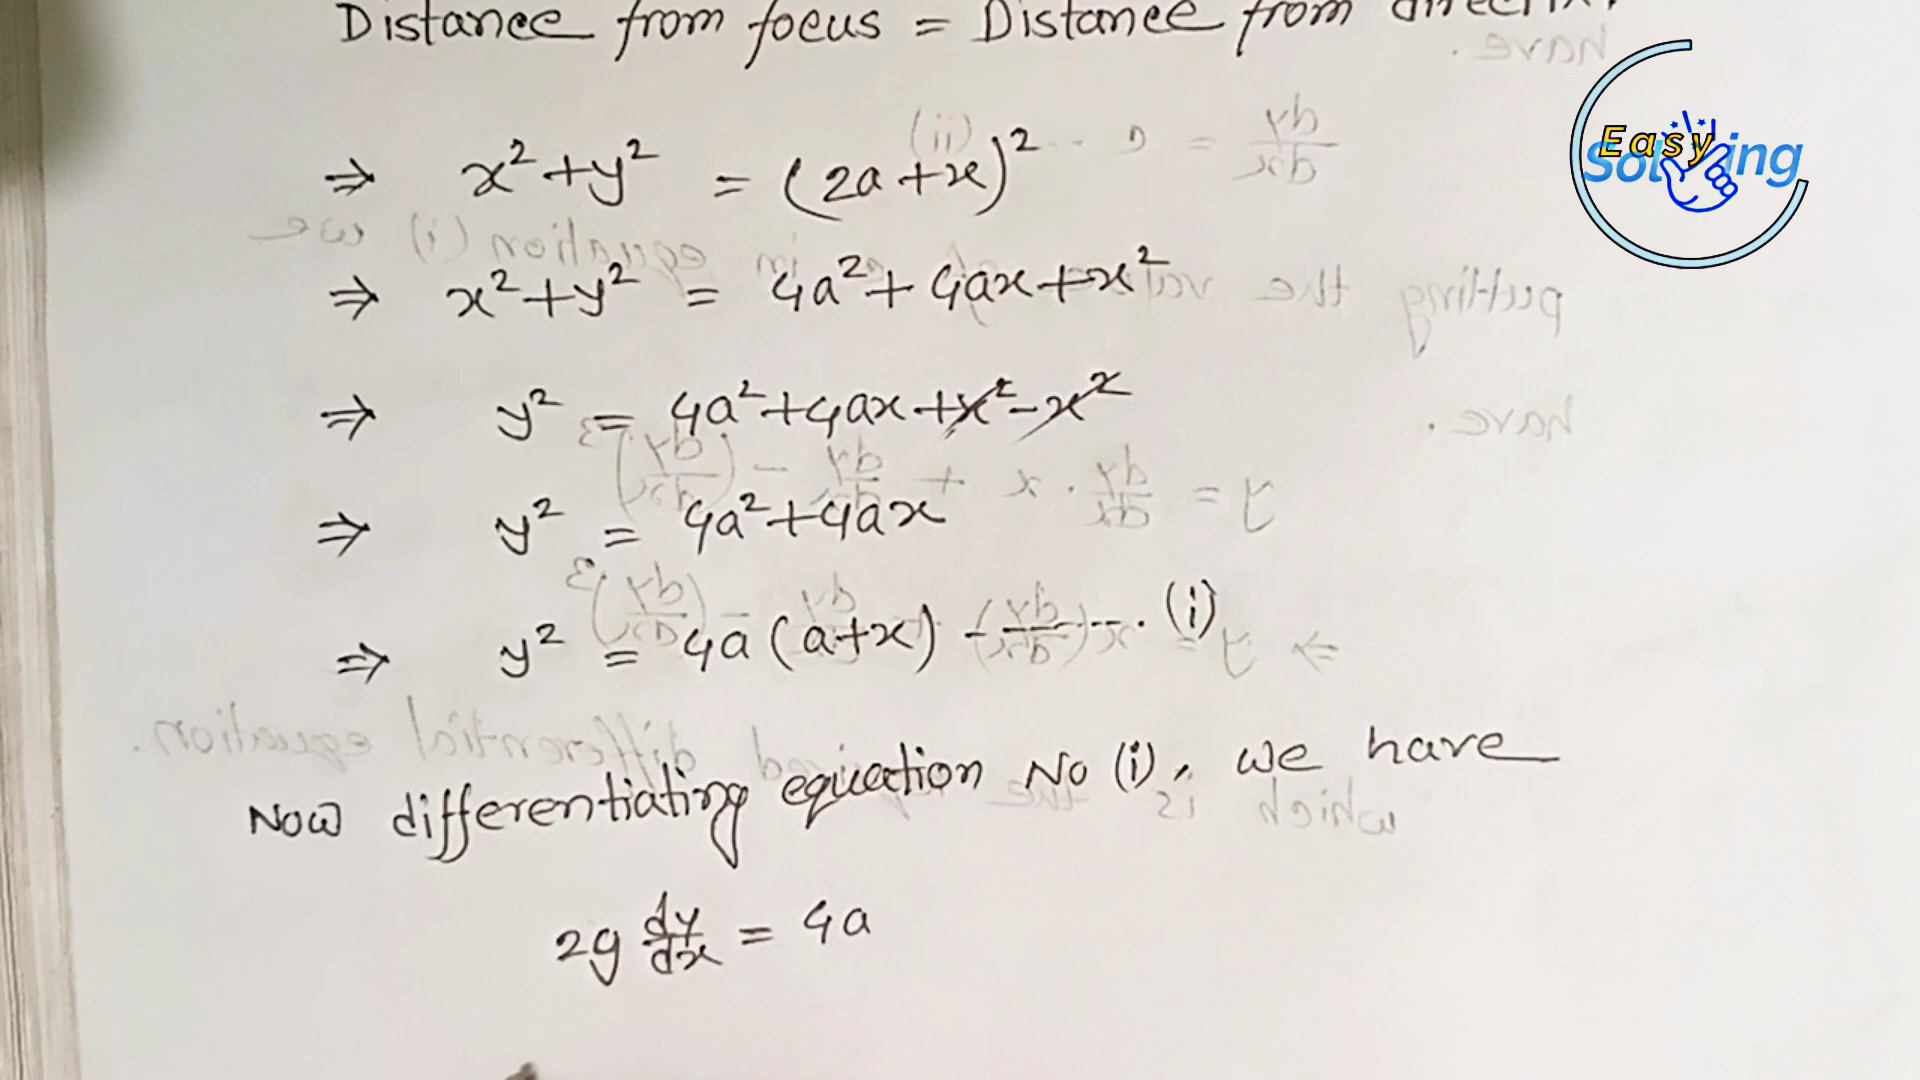 Distance from focus = Distance from directrix.
⇒ x² + y² = (2a + x)²
⇒ x² + y² = 4a² + 4ax + x²
⇒ y² = 4a² + 4ax + x² - x²
⇒ y² = 4a² + 4ax
⇒ y² = 4a (a + x) ------ (i)
Now differentiating equation No (i), we have
2y dy/dx = 4a
Easy
Solving